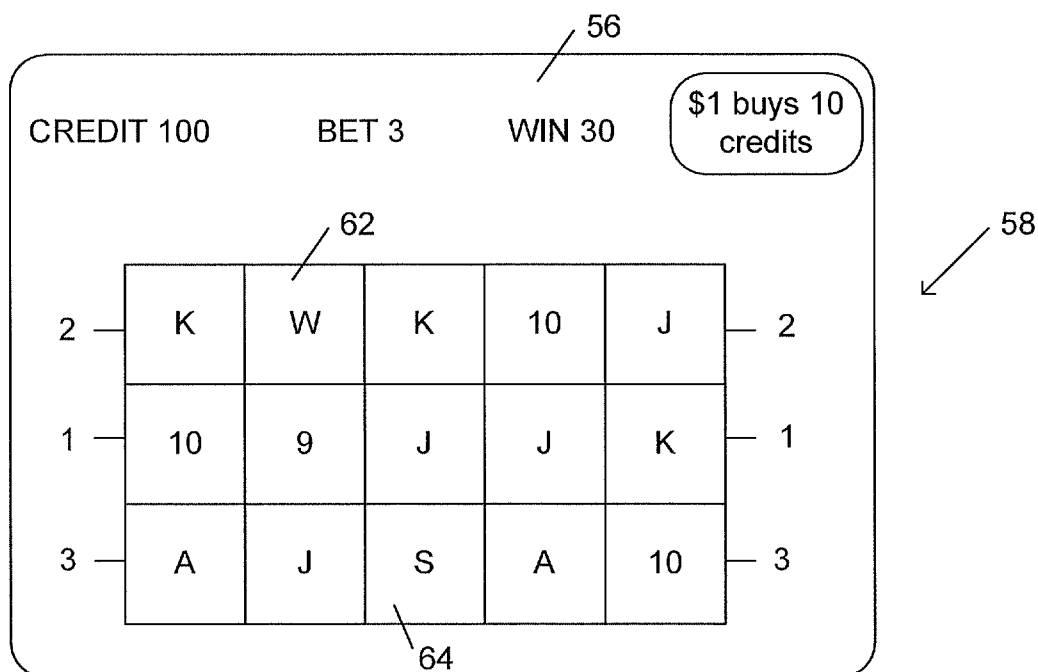 56
CREDIT 100 BET 3 WIN 30 $1 buys 10
credits
62
58
2 K W K 10 J 2
1 10 9 J J K 1
3 A J S A 10 3
64